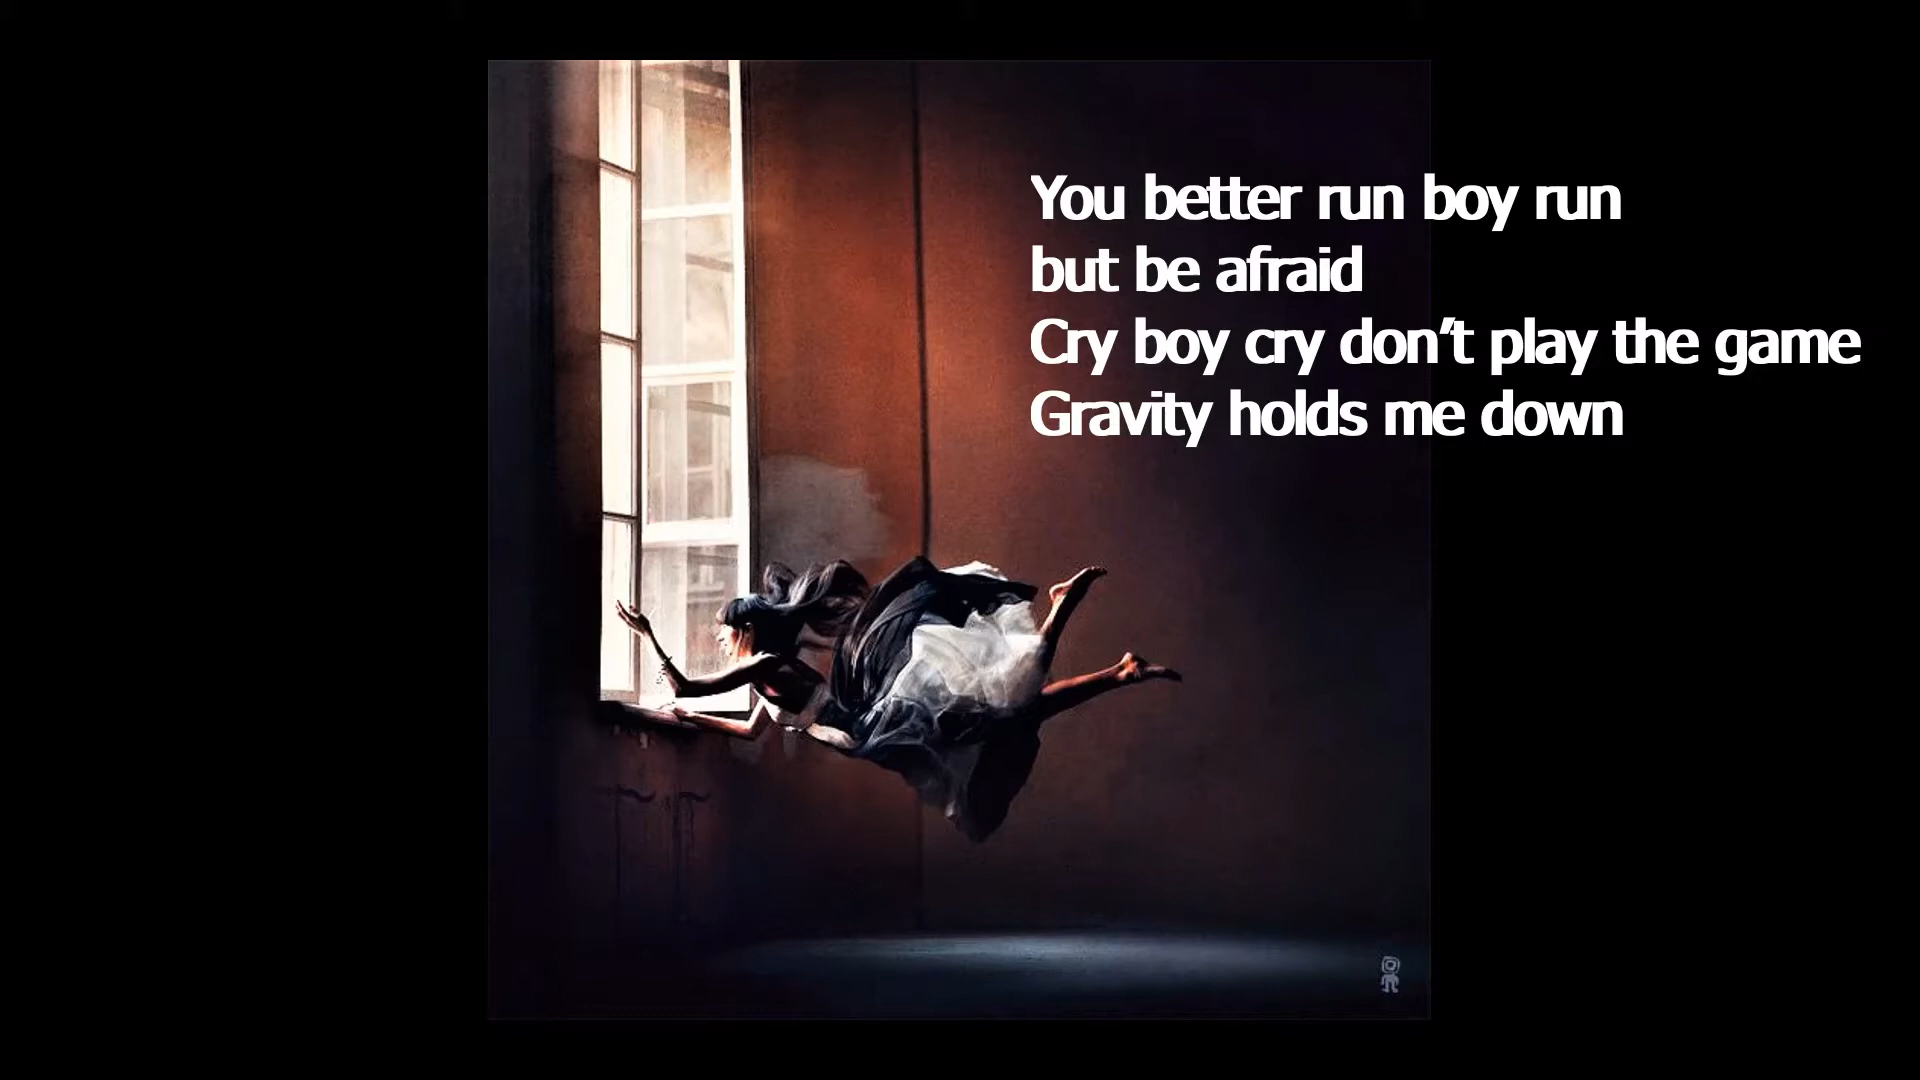 You better run boy run
but be afraid
Cry boy cry don’t play the game
Gravity holds me down